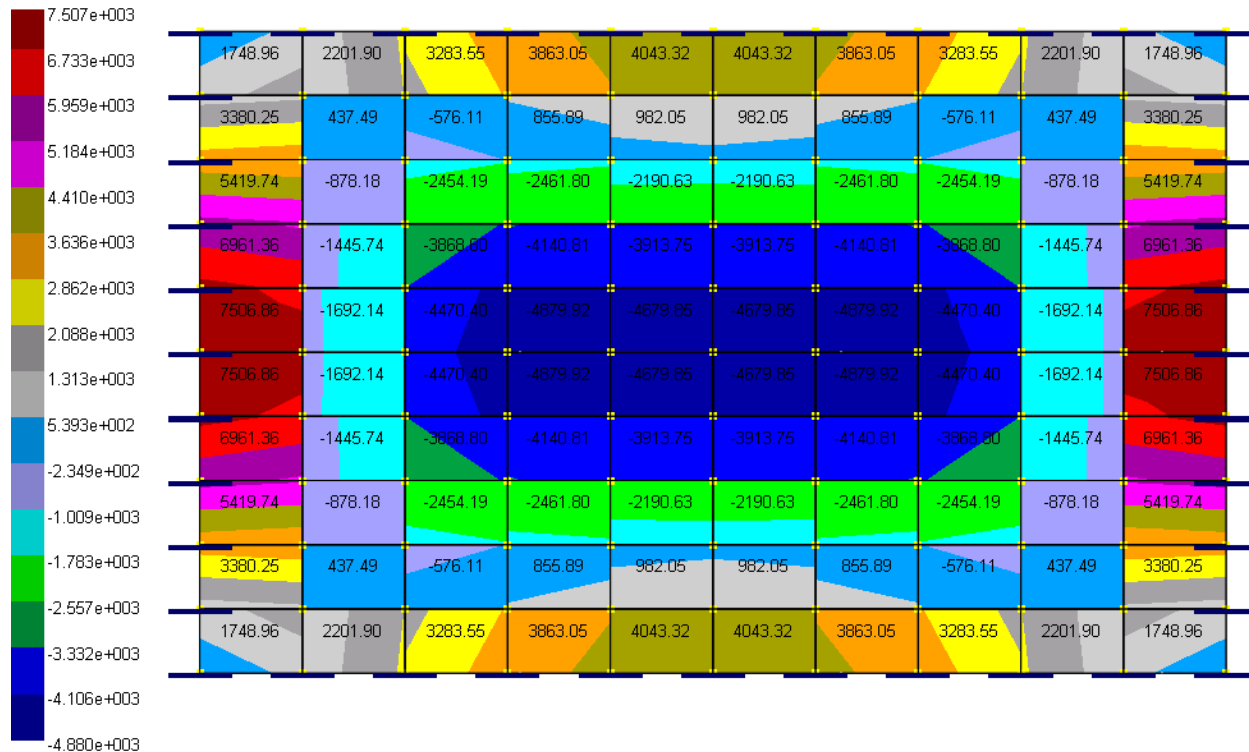 7.507e+003
6.733e+003
5.959e+003
5.184e+003
4.410e+003
3.636e+003
2.862e+003
2.088e+003
1.313e+003
5.393e+002
-2.349e+002
-1.009e+003
-1.783e+003
-2.557e+003
-3.332e+003
-4.106e+003
-4.880e+003
1748.96 2201.90 3283.55 3863.05 4043.32 4043.32 3863.05 3283.55 2201.90 1748.96
3380.25 437.49 -576.11 855.89 982.05 982.05 855.89 -576.11 437.49 3380.25
5419.74 -878.18 -2454.19 -2461.80 -2190.63 -2190.63 -2461.80 -2454.19 -878.18 5419.74
6961.36 -1445.74 -3868.80 -4140.81 -3913.75 -3913.75 -4140.81 -3868.80 -1445.74 6961.36
7506.86 -1692.14 -4470.40 -4879.92 -4679.85 -4679.85 -4879.92 -4470.40 -1692.14 7506.86
7506.86 -1692.14 -4470.40 -4879.92 -4679.85 -4679.85 -4879.92 -4470.40 -1692.14 7506.86
6961.36 -1445.74 -3868.80 -4140.81 -3913.75 -3913.75 -4140.81 -3868.80 -1445.74 6961.36
5419.74 -878.18 -2454.19 -2461.80 -2190.63 -2190.63 -2461.80 -2454.19 -878.18 5419.74
3380.25 437.49 -576.11 855.89 982.05 982.05 855.89 -576.11 437.49 3380.25
1748.96 2201.90 3283.55 3863.05 4043.32 4043.32 3863.05 3283.55 2201.90 1748.96